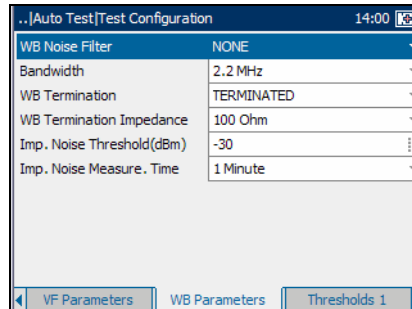 ..|Auto Test|Test Configuration 14:00
WB Noise Filter NONE
Bandwidth 2.2 MHz
WB Termination TERMINATED
WB Termination Impedance 100 Ohm
Imp. Noise Threshold(dBm) -30
Imp. Noise Measure. Time 1 Minute
VF Parameters WB Parameters Thresholds 1